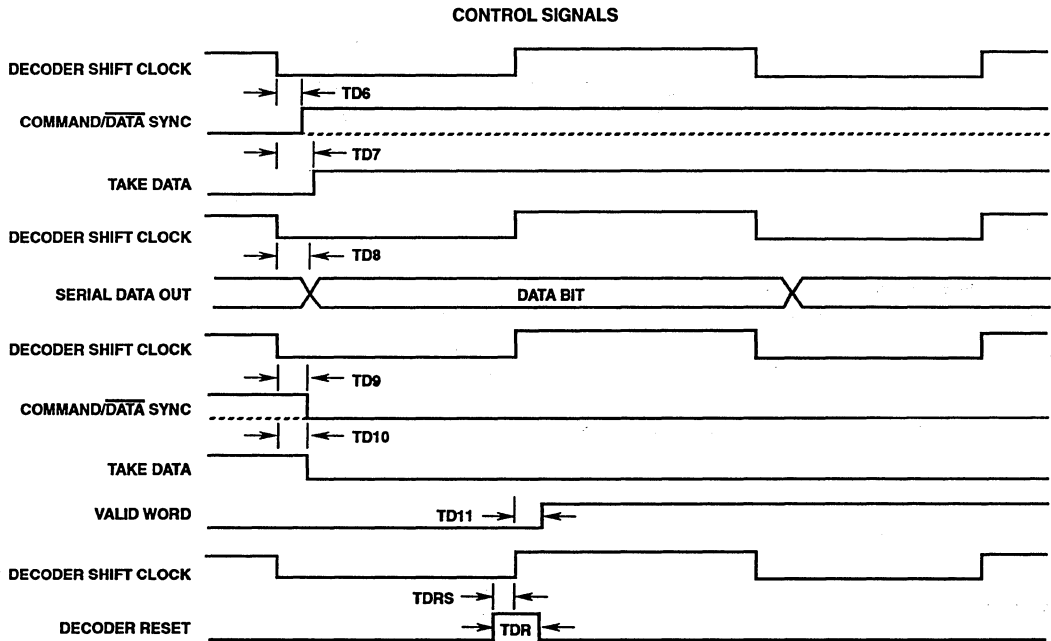 CONTROL SIGNALS
DECODER SHIFT CLOCK
TD6
COMMAND/DATA SYNC
TD7
TAKE DATA
DECODER SHIFT CLOCK
TD8
SERIAL DATA OUT
DATA BIT
DECODER SHIFT CLOCK
TD9
COMMAND/DATA SYNC
TD10
TAKE DATA
VALID WORD
TD11
DECODER SHIFT CLOCK
TDRS
DECODER RESET
TDR